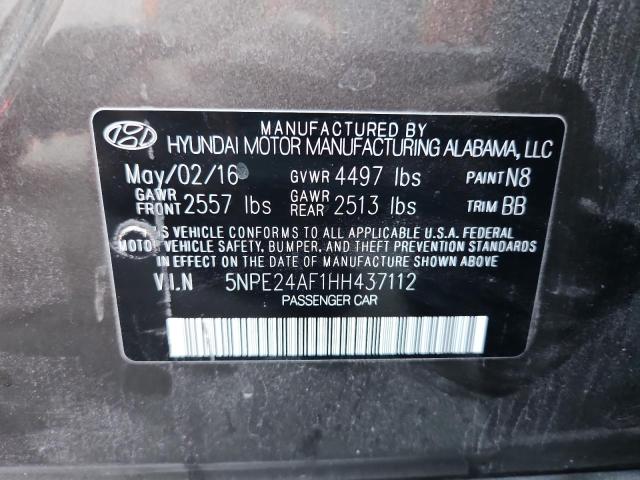 MANUFACTURED BY
HYUNDAI MOTOR MANUFACTURING ALABAMA, LLC
May/02/16 GVWR 4497 lbs PAINT N8
GAWR FRONT 2557 lbs GAWR REAR 2513 lbs TRIM BB
THIS VEHICLE CONFORMS TO ALL APPLICABLE U.S.A. FEDERAL
MOTOR VEHICLE SAFETY, BUMPER, AND THEFT PREVENTION STANDARDS
IN EFFECT ON THE DATE OF MANUFACTURE SHOWN ABOVE
V.I.N 5NPE24AF1HH437112
PASSENGER CAR